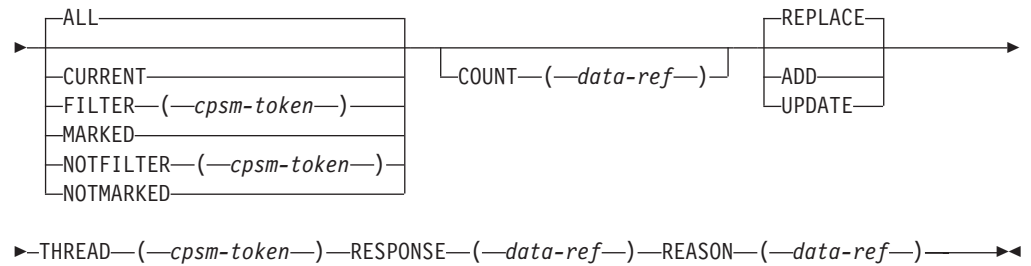 ALL REPLACE
CURRENT COUNT ( data-ref ) ADD
FILTER ( cpsm-token ) UPDATE
MARKED
NOTFILTER ( cpsm-token )
NOTMARKED
THREAD ( cpsm-token ) RESPONSE ( data-ref ) REASON ( data-ref )